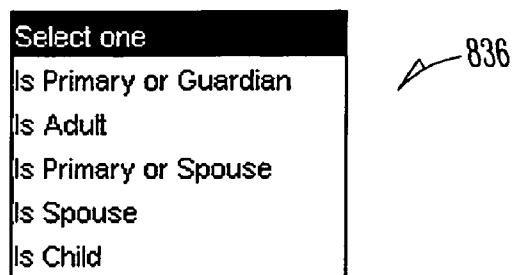 Select one
836
Is Primary or Guardian
Is Adult
Is Primary or Spouse
Is Spouse
Is Child